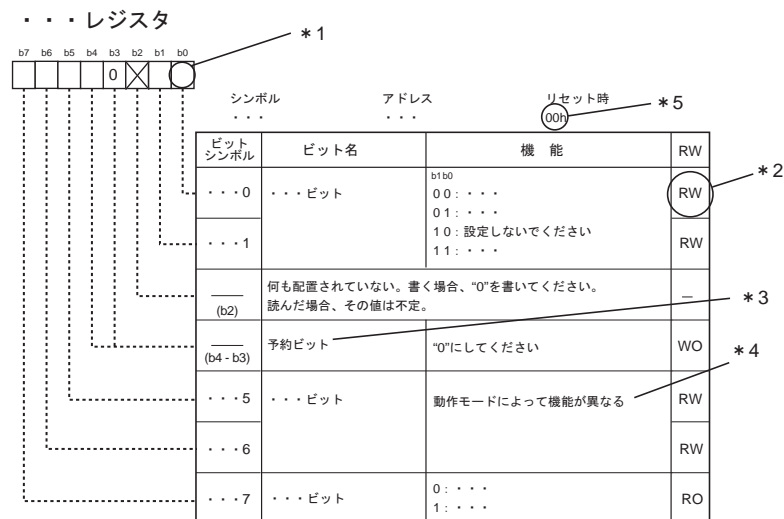 ・・・レジスタ
＊1
b7 b6 b5 b4 b3 b2 b1 b0
0
シンボル アドレス リセット時
・・・ ・・・ 00h ＊5
ビット シンボル ビット名 機 能 RW
＊2
・・・0 ・・・ビット b1 b0 RW
0 0 : ・・・
0 1 : ・・・
1 0 : 設定しないでください
1 1 : ・・・
・・・1 RW
(b2) 何も配置されていない。書く場合、“0”を書いてください。 －
読んだ場合、その値は不定。
＊3
(b4 - b3) 予約ビット “0”にしてください WO
＊4
・・・5 ・・・ビット 動作モードによって機能が異なる RW
・・・6 RW
・・・7 ・・・ビット 0 : ・・・ RO
1 : ・・・